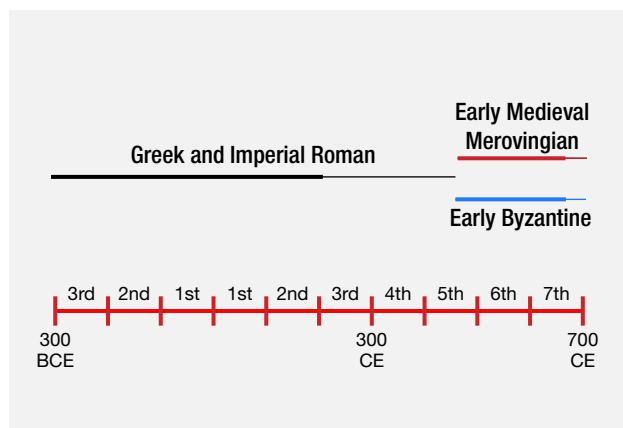 Early Medieval
Merovingian
Greek and Imperial Roman
Early Byzantine
3rd 2nd 1st 1st 2nd 3rd 4th 5th 6th 7th
300 300 700
BCE CE CE